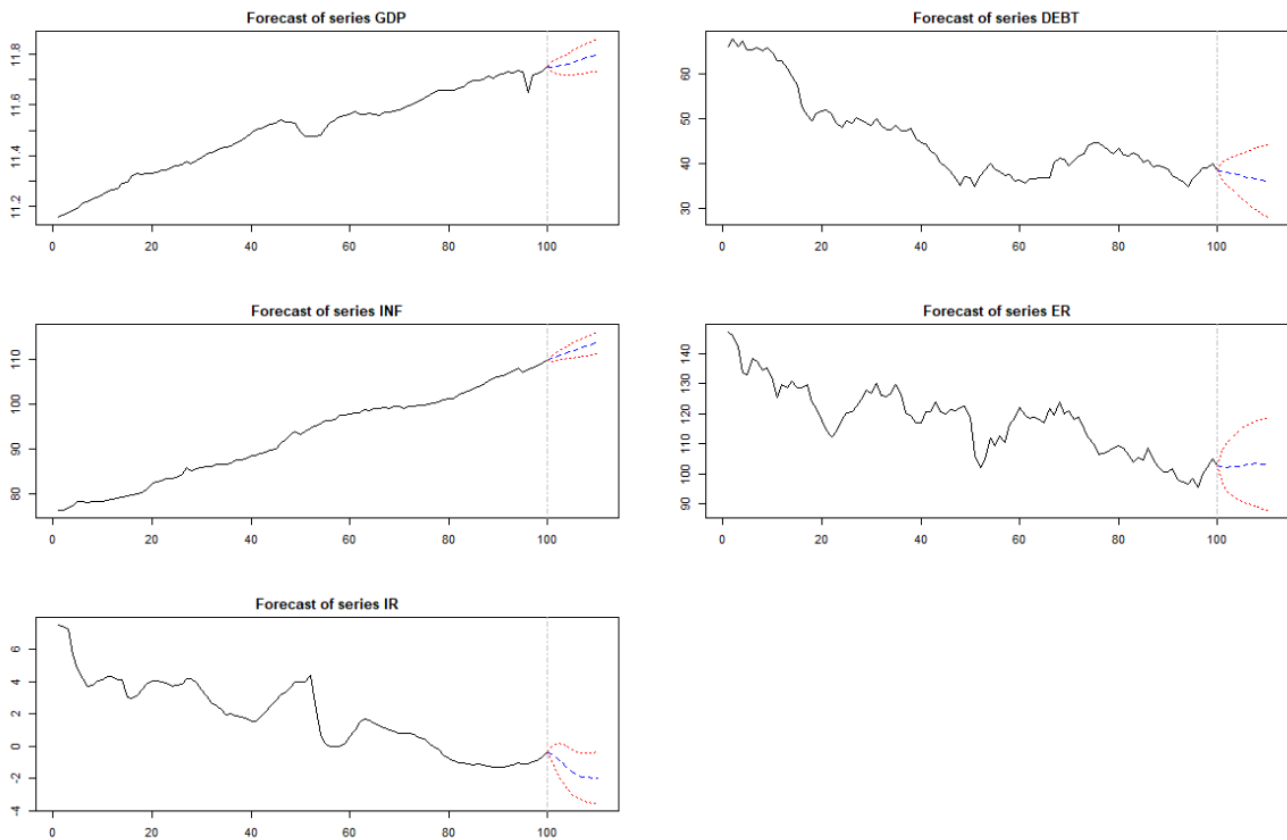 Forecast of series GDP
11.2 11.4 11.6 11.8
0 20 40 60 80 100
Forecast of series DEBT
30 40 50 60
0 20 40 60 80 100
Forecast of series INF
80 90 100 110
0 20 40 60 80 100
Forecast of series ER
90 100 110 120 130 140
0 20 40 60 80 100
Forecast of series IR
-4 -2 0 2 4 6
0 20 40 60 80 100